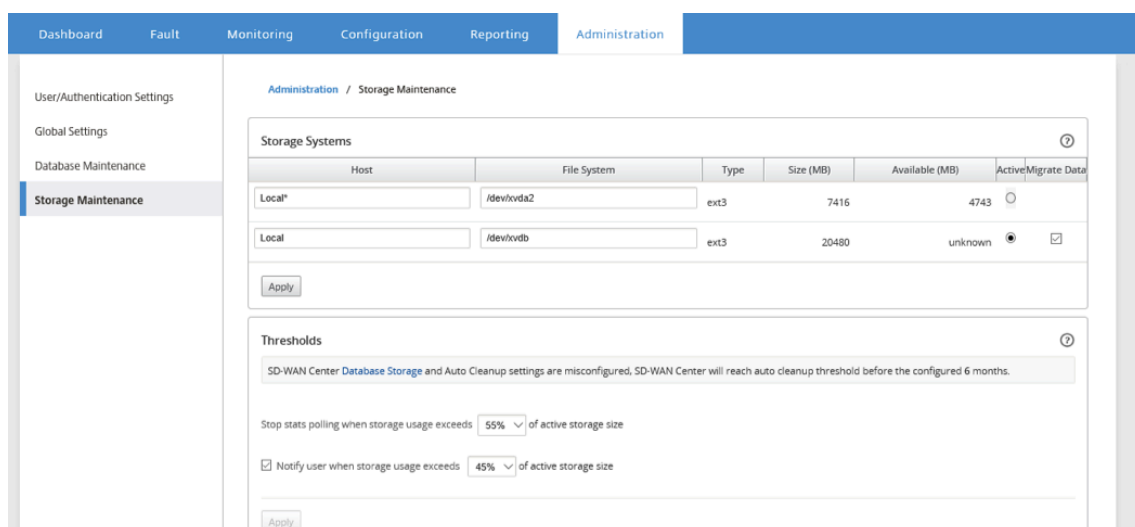 Dashboard Fault Monitoring Configuration Reporting Administration
User/Authentication Settings
Global Settings
Database Maintenance
Storage Maintenance
Administration / Storage Maintenance
Storage Systems ?
Host File System Type Size (MB) Available (MB) Active Migrate Data
Local* /dev/xvda2 ext3 7416 4743
Local /dev/xvdb ext3 20480 unknown
Apply
Thresholds ?
SD-WAN Center Database Storage and Auto Cleanup settings are misconfigured, SD-WAN Center will reach auto cleanup threshold before the configured 6 months.
Stop stats polling when storage usage exceeds 55% of active storage size
Notify user when storage usage exceeds 45% of active storage size
Apply